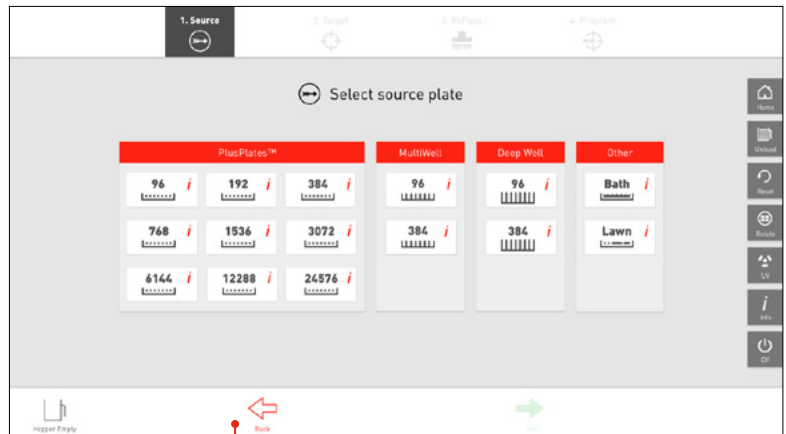 1. Source
2. Target
3. RePads
4. Program
Select source plate
PlusPlates™
MultiWell
Deep Well
Other
96 i
192 i
384 i
96 i
96 i
Bath i
768 i
1536 i
3072 i
384 i
384 i
Lawn i
6144 i
12288 i
24576 i
Home
Unload
Reset
Rotate
UV
i
Info
Off
Hopper Empty
Back
Next